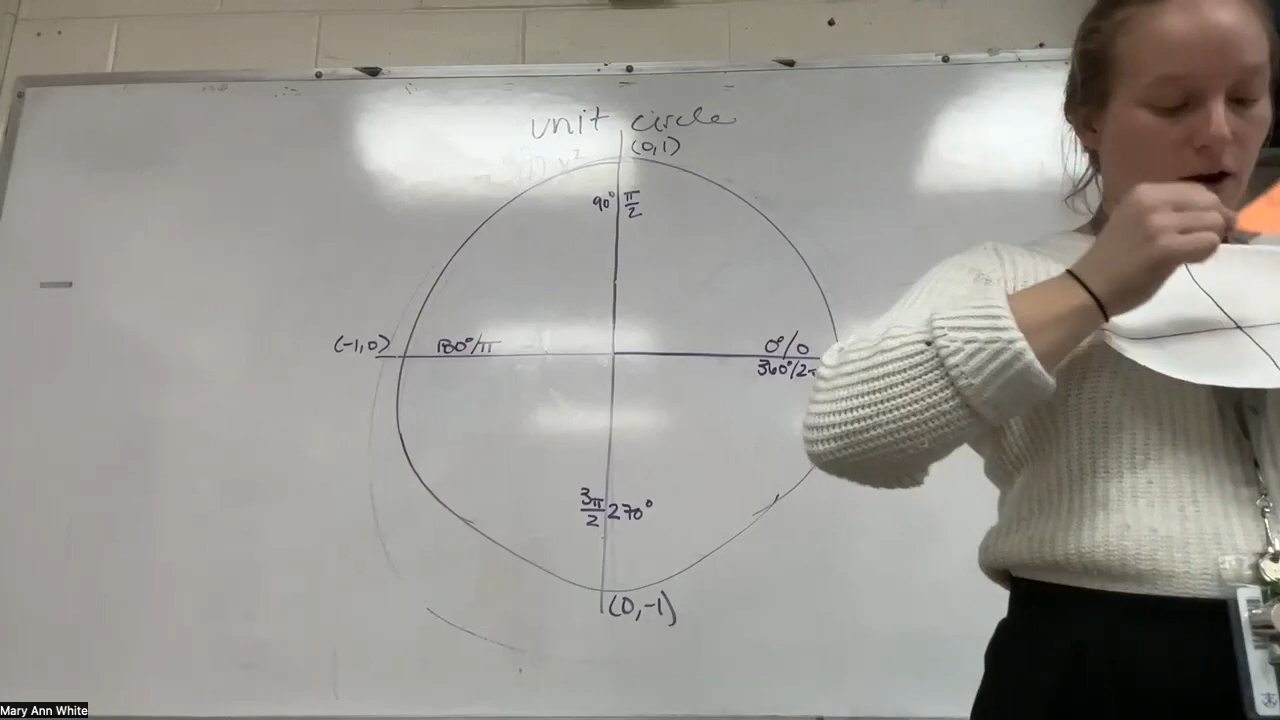 unit circle
(0,1)
90° π/2
(-1,0) 180°/π 0°/0
360°/2π
3π/2 270°
(0,-1)
Mary Ann White